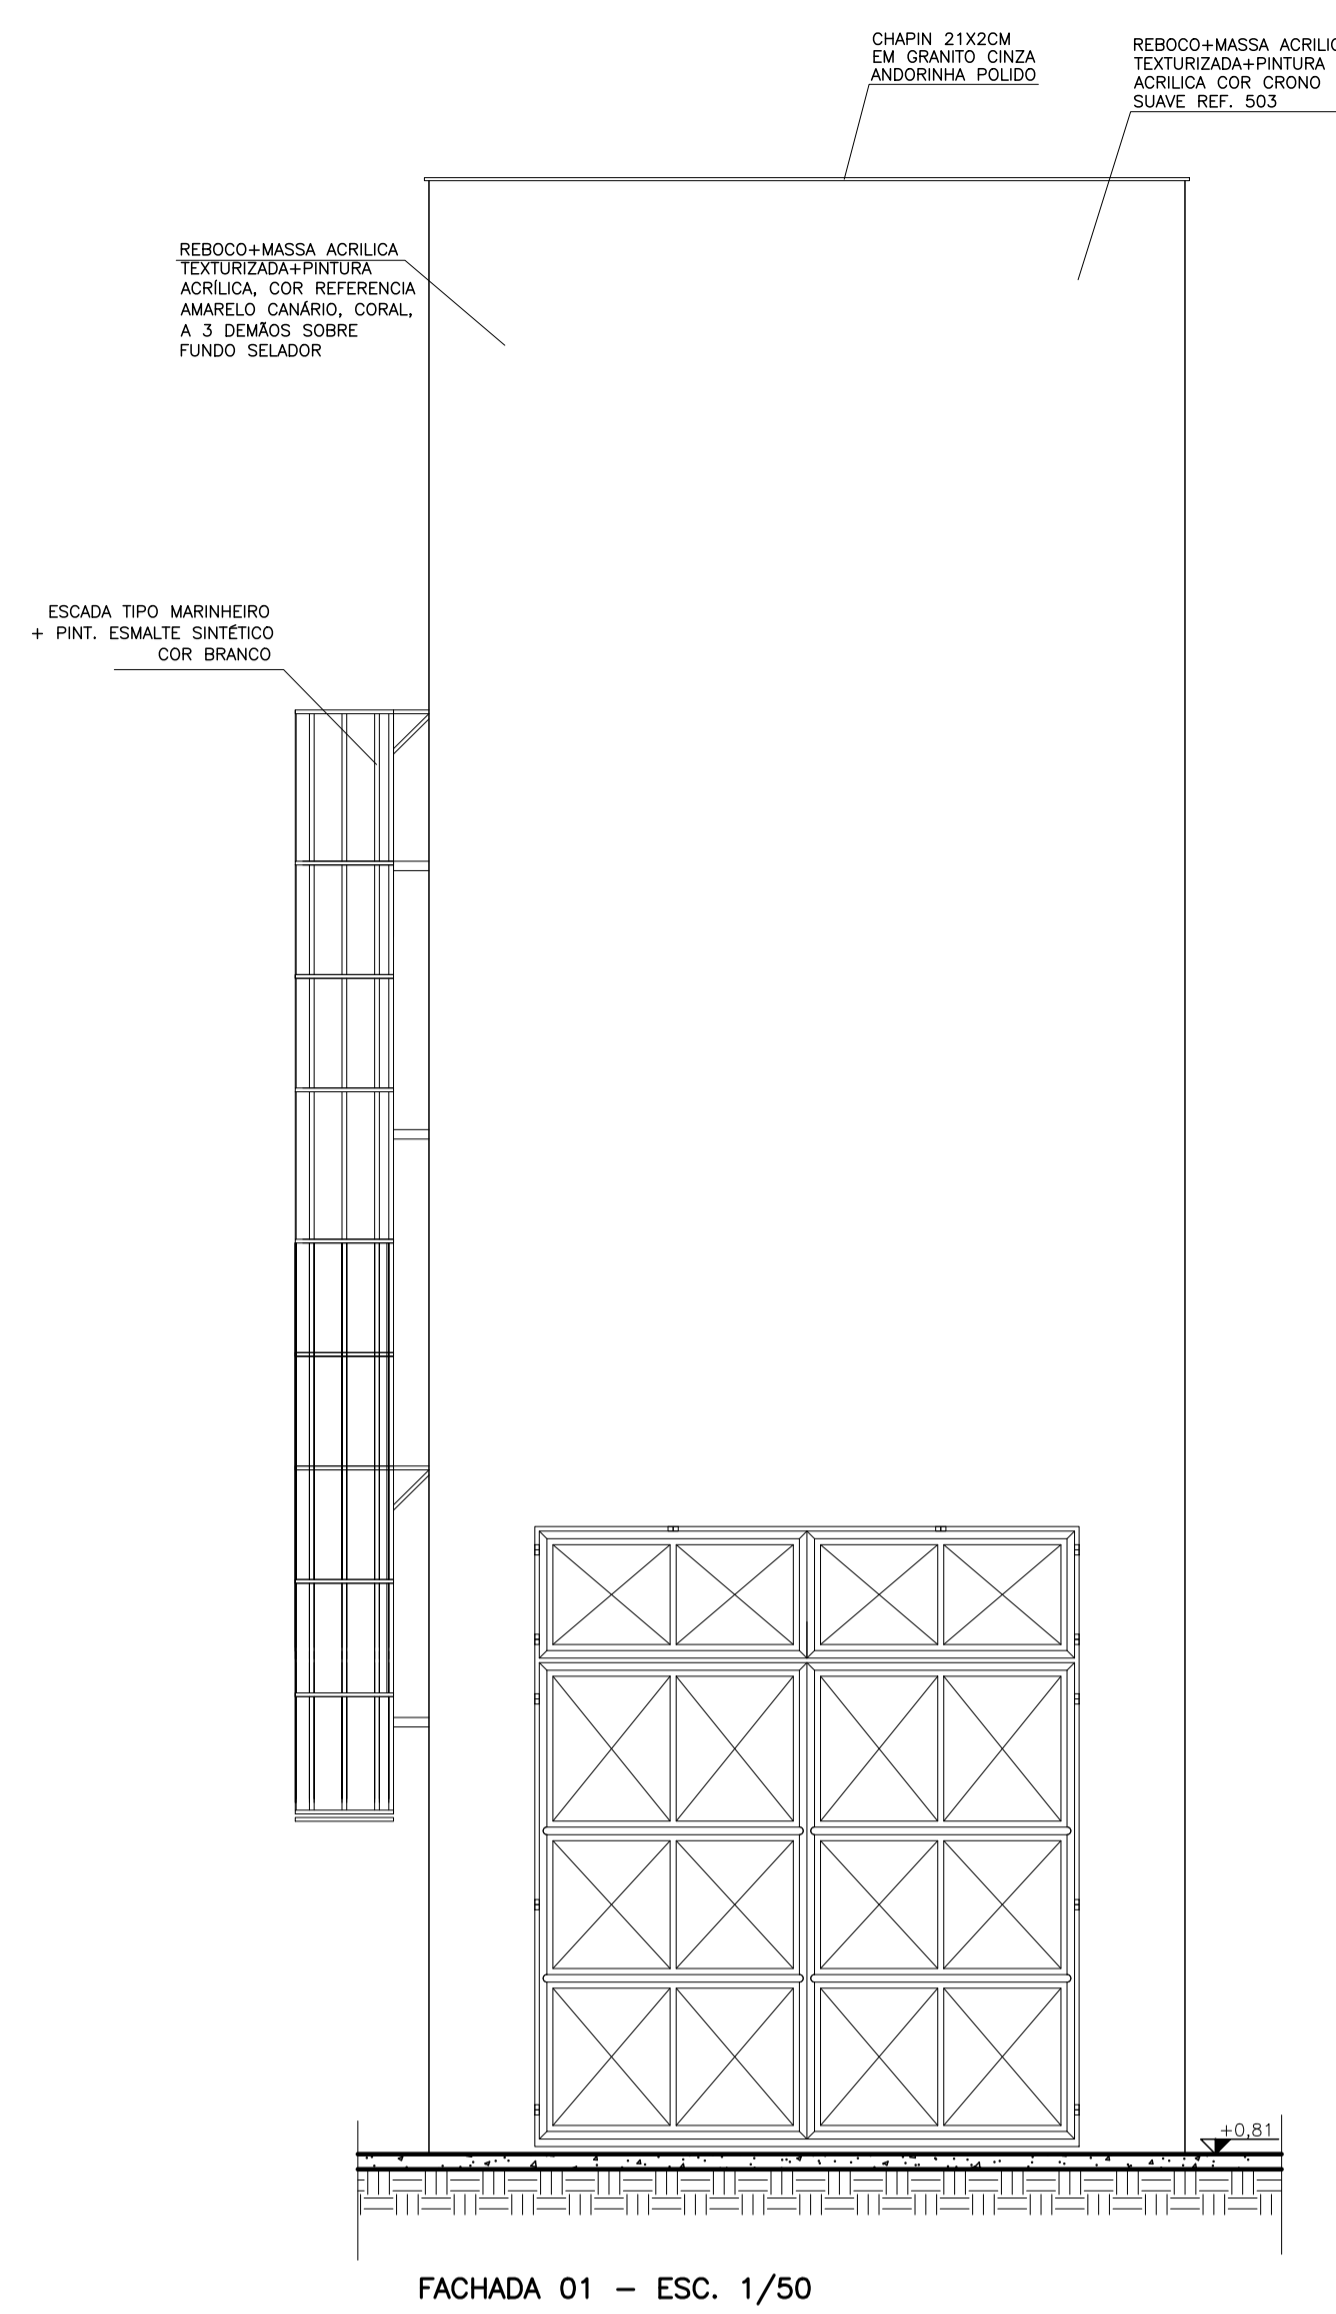 CHAPIN 21X2CM
EM GRANITO CINZA
ANDORINHA POLIDO
REBOCO+MASSA ACRILIC
TEXTURIZADA+PINTURA
ACRILICA COR CRONO
SUAVE REF. 503
REBOCO+MASSA ACRILICA
TEXTURIZADA+PINTURA
ACRÍLICA, COR REFERENCIA
AMARELO CANÁRIO, CORAL,
A 3 DEMÃOS SOBRE
FUNDO SELADOR
ESCADA TIPO MARINHEIRO
+ PINT. ESMALTE SINTÉTICO
COR BRANCO
+0,81
FACHADA 01 – ESC. 1/50